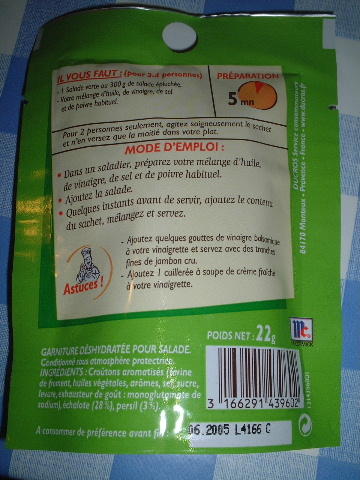 IL VOUS FAUT : (pour 3-4 personnes)
- 1 Salade verte ou 300g de salade épluchée.
- Votre mélange d'huile, de vinaigre, de sel
et de poivre habituel.
PRÉPARATION
5 mn
Pour 2 personnes seulement, agitez soigneusement le sachet
et n'en versez que la moitié dans votre plat.
MODE D'EMPLOI :
• Dans un saladier, préparez votre mélange d'huile,
de vinaigre, de sel et de poivre habituel.
• Ajoutez la salade.
• Quelques instants avant de servir, ajoutez le contenu
du sachet, mélangez et servez.
Astuces !
- Ajoutez quelques gouttes de vinaigre balsamique
à votre vinaigrette et servez avec des tranches
fines de jambon cru.
- Ajoutez 1 cuillerée à soupe de crème fraîche
à votre vinaigrette.
DUCROS Service consommateurs
84170 Monteux - Provence - France - www.ducros.fr
POIDS NET : 22g
GARNITURE DÉSHYDRATÉE POUR SALADE.
Conditionné sous atmosphère protectrice.
INGRÉDIENTS : Croûtons aromatisés (farine
de froment, huiles végétales, arômes, sel, sucre,
levure, exhausteur de goût : monoglutamate de
sodium), échalote (28%), persil (3%).
3 166291 439602
A consommer de préférence avant fin :
06.2005 L4166 C